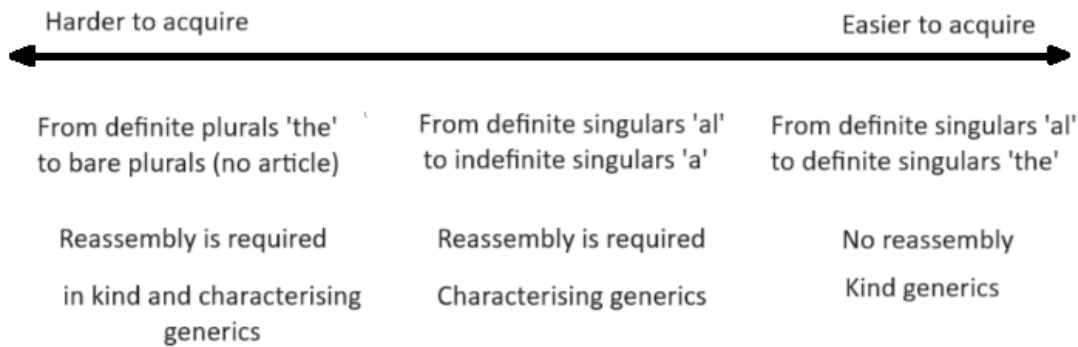 Harder to acquire
Easier to acquire
From definite plurals 'the'
to bare plurals (no article)
From definite singulars 'al'
to indefinite singulars 'a'
From definite singulars 'al'
to definite singulars 'the'
Reassembly is required
Reassembly is required
No reassembly
in kind and characterising
generics
Characterising generics
Kind generics